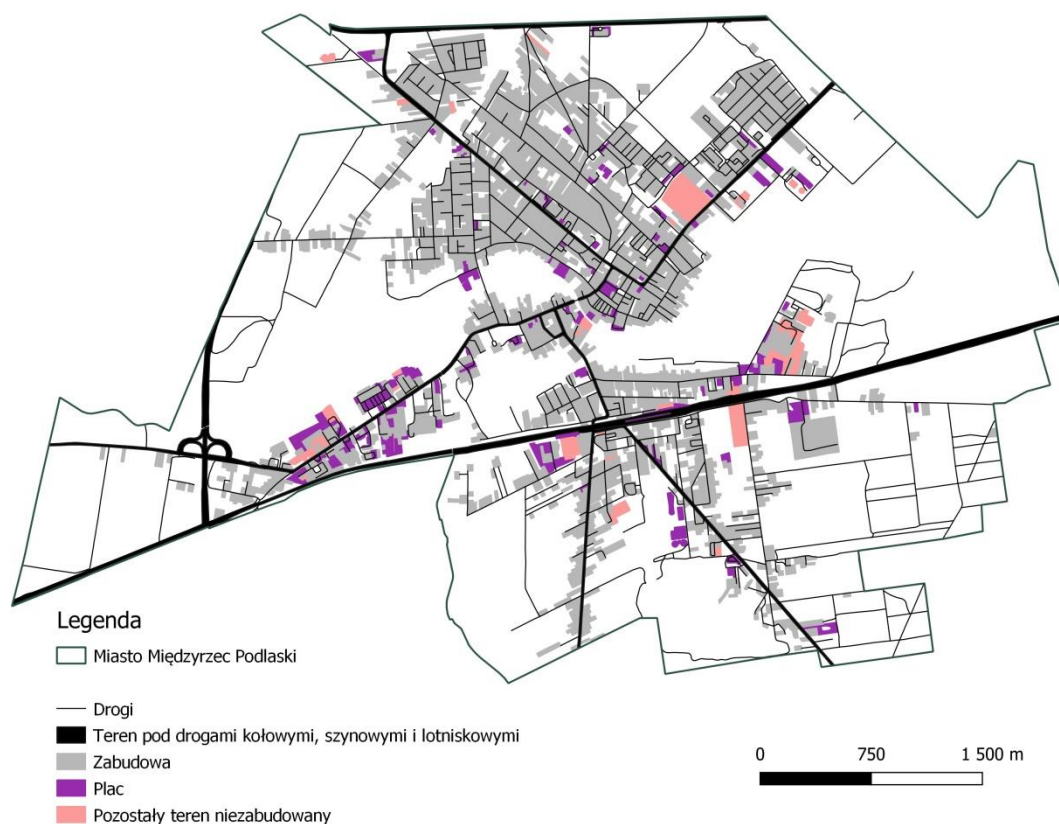 Legenda
Miasto Międzyrzec Podlaski
Drogi
Teren pod drogami kołowymi, szynowymi i lotniskowymi
Zabudowa
Plac
Pozostały teren niezabudowany
0 750 1 500 m